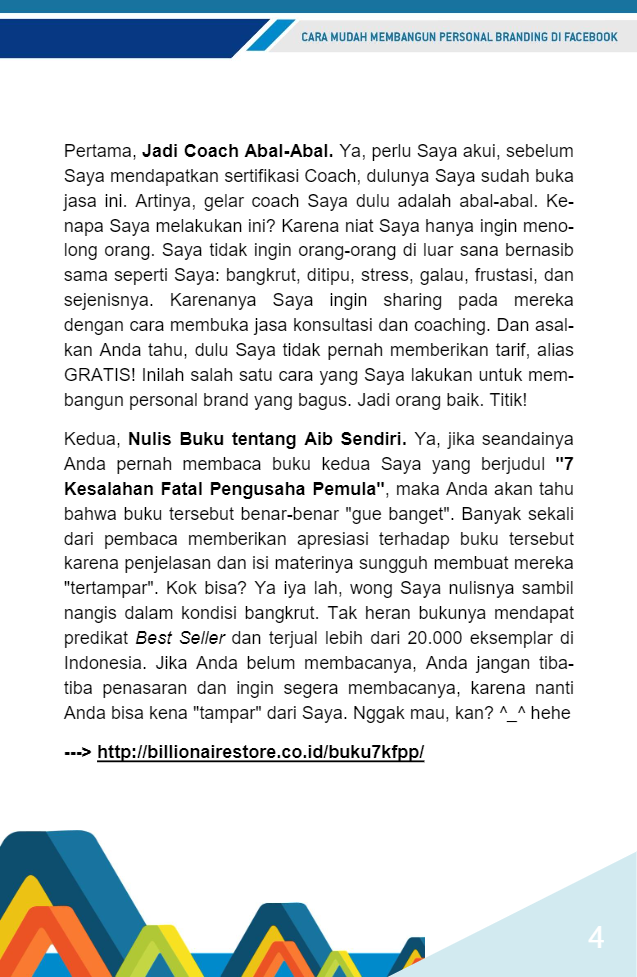 CARA MUDAH MEMBANGUN PERSONAL BRANDING DI FACEBOOK
Pertama, Jadi Coach Abal-Abal. Ya, perlu Saya akui, sebelum
Saya mendapatkan sertifikasi Coach, dulunya Saya sudah buka
jasa ini. Artinya, gelar coach Saya dulu adalah abal-abal. Ke-
napa Saya melakukan ini? Karena niat Saya hanya ingin meno-
long orang. Saya tidak ingin orang-orang di luar sana bernasib
sama seperti Saya: bangkrut, ditipu, stress, galau, frustasi, dan
sejenisnya. Karenanya Saya ingin sharing pada mereka
dengan cara membuka jasa konsultasi dan coaching. Dan asal-
kan Anda tahu, dulu Saya tidak pernah memberikan tarif, alias
GRATIS! Inilah salah satu cara yang Saya lakukan untuk mem-
bangun personal brand yang bagus. Jadi orang baik. Titik!
Kedua, Nulis Buku tentang Aib Sendiri. Ya, jika seandainya
Anda pernah membaca buku kedua Saya yang berjudul "7
Kesalahan Fatal Pengusaha Pemula", maka Anda akan tahu
bahwa buku tersebut benar-benar "gue banget". Banyak sekali
dari pembaca memberikan apresiasi terhadap buku tersebut
karena penjelasan dan isi materinya sungguh membuat mereka
"tertampar". Kok bisa? Ya iya lah, wong Saya nulisnya sambil
nangis dalam kondisi bangkrut. Tak heran bukunya mendapat
predikat Best Seller dan terjual lebih dari 20.000 eksemplar di
Indonesia. Jika Anda belum membacanya, Anda jangan tiba-
tiba penasaran dan ingin segera membacanya, karena nanti
Anda bisa kena "tampar" dari Saya. Nggak mau, kan? ^_^ hehe
---> http://billionairestore.co.id/buku7kfpp/
4